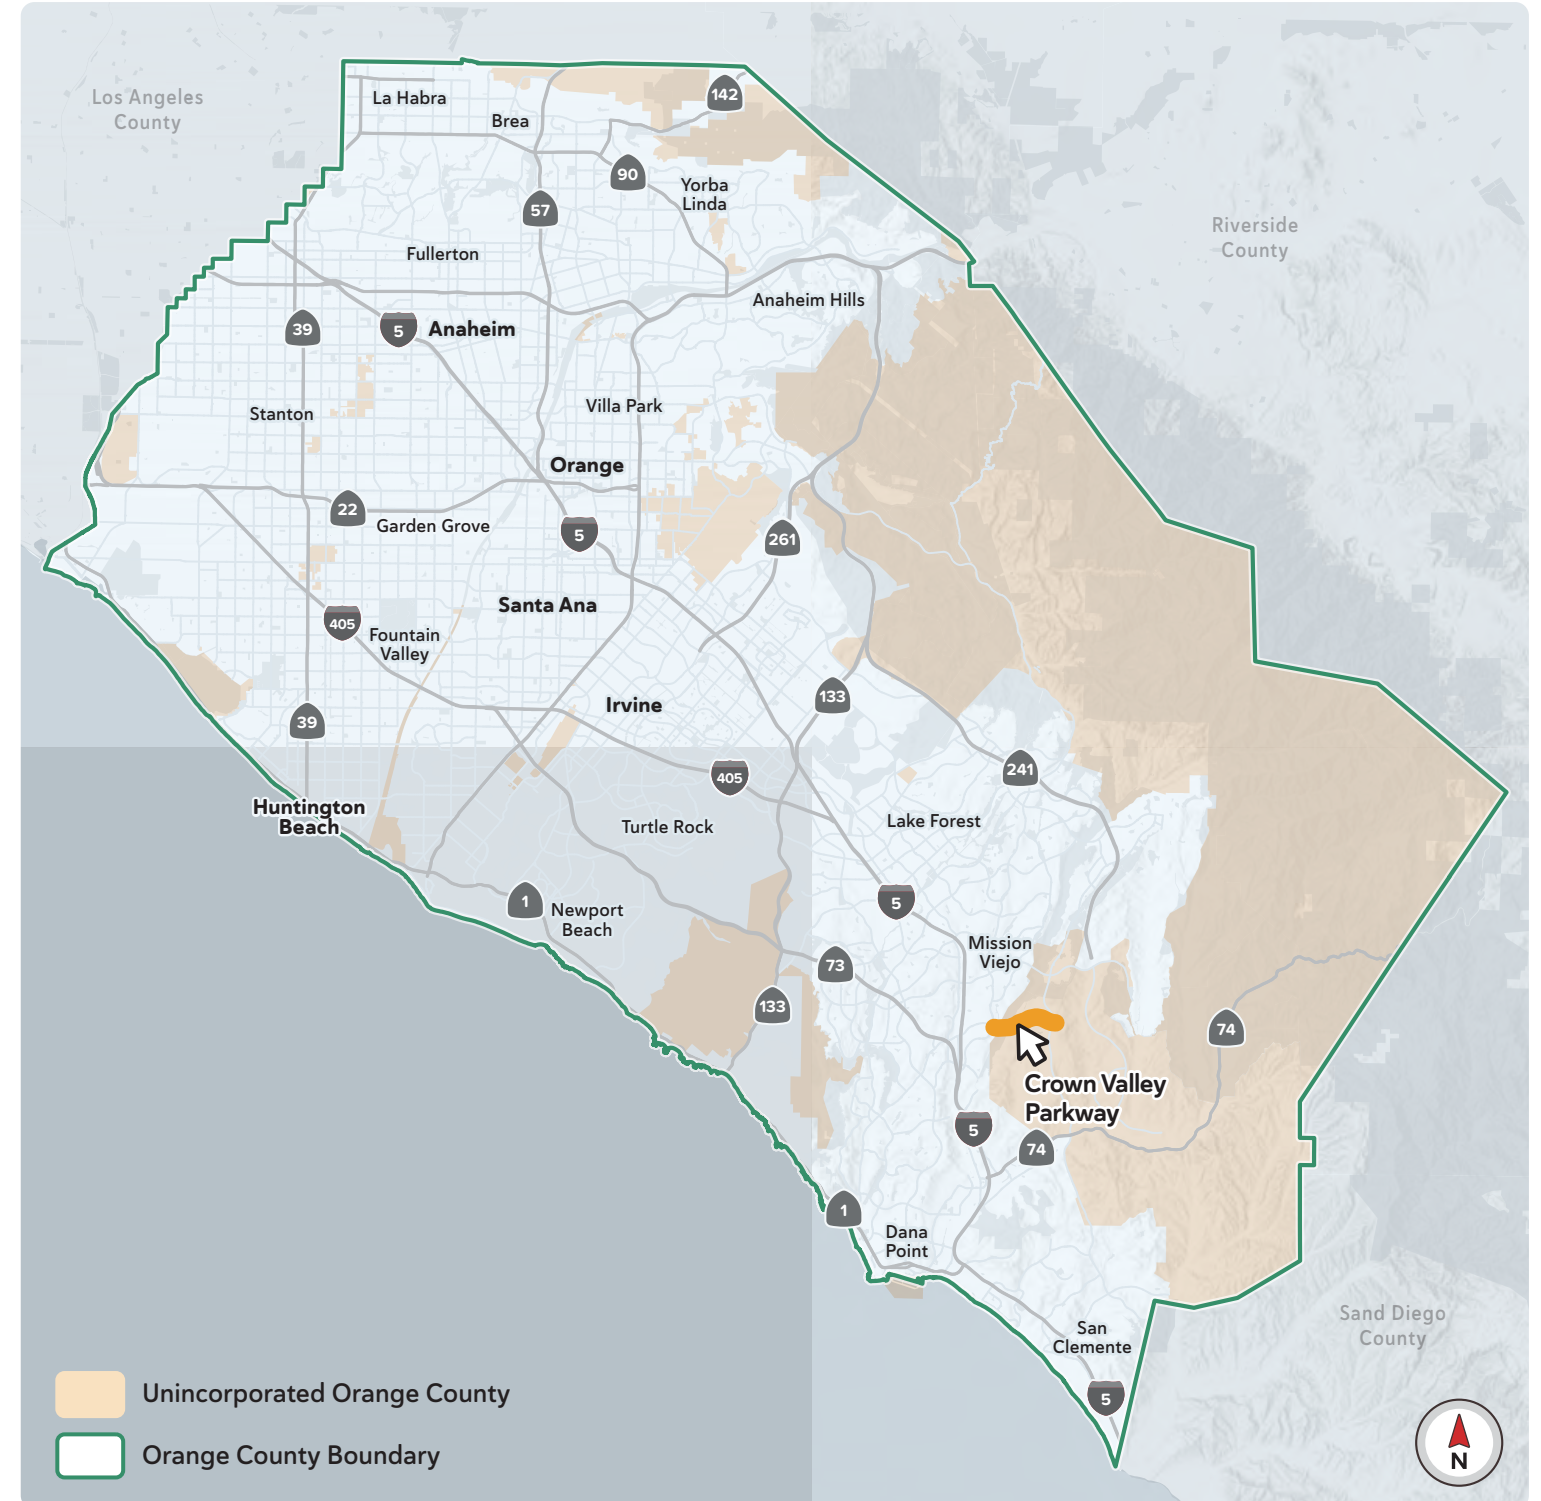 Los Angeles
County
La Habra
Brea
142
90
Yorba
Linda
57
Riverside
County
Fullerton
Anaheim Hills
39
5
Anaheim
Stanton
Villa Park
Orange
22
Garden Grove
5
261
Santa Ana
405
Fountain
Valley
133
Irvine
39
405
241
Huntington
Beach
Turtle Rock
Lake Forest
1
Newport
Beach
5
Mission
Viejo
73
133
74
Crown Valley
Parkway
5
74
1
Dana
Point
Sand Diego
County
San
Clemente
5
Unincorporated Orange County
Orange County Boundary
N